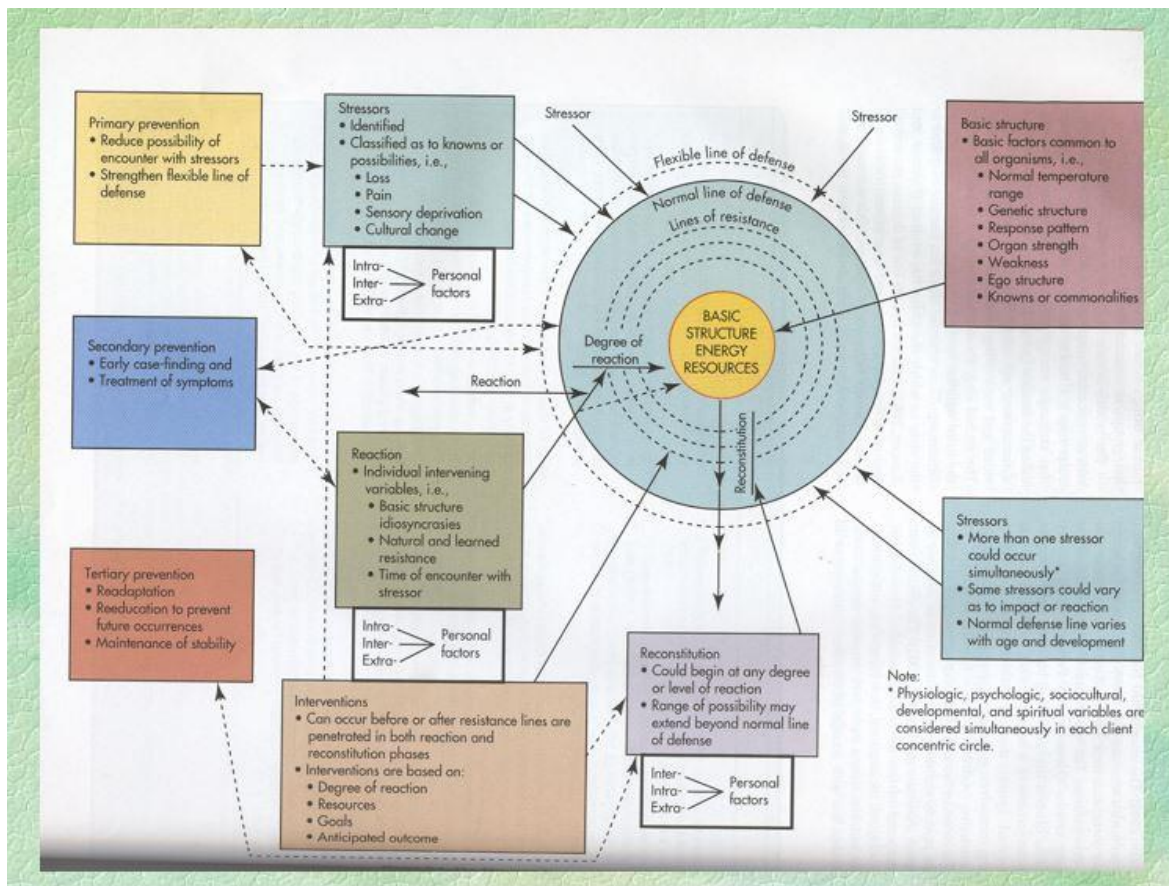 Primary prevention
• Reduce possibility of
encounter with stressors
• Strengthen flexible line of
defense
Stressors
• Identified
• Classified as to knowns or
possibilities, i.e.,
• Loss
• Pain
• Sensory deprivation
• Cultural change
Intra-
Inter-
Extra-
Personal
factors
Stressor
Stressor
Flexible line of defense
Normal line of defense
Lines of resistance
BASIC
STRUCTURE
ENERGY
RESOURCES
Degree of
reaction
Reaction
Reconstitution
Basic structure
• Basic factors common to
all organisms, i.e.,
• Normal temperature
range
• Genetic structure
• Response pattern
• Organ strength
• Weakness
• Ego structure
• Knowns or commonalities
Secondary prevention
• Early case-finding and
• Treatment of symptoms
Reaction
• Individual intervening
variables, i.e.,
• Basic structure
idiosyncrasies
• Natural and learned
resistance
• Time of encounter with
stressor
Intra-
Inter-
Extra-
Personal
factors
Stressors
• More than one stressor
could occur
simultaneously*
• Same stressors could vary
as to impact or reaction
• Normal defense line varies
with age and development
Tertiary prevention
• Readaptation
• Reeducation to prevent
future occurrences
• Maintenance of stability
Interventions
• Can occur before or after resistance lines are
penetrated in both reaction and
reconstitution phases
• Interventions are based on:
• Degree of reaction
• Resources
• Goals
• Anticipated outcome
Reconstitution
• Could begin at any degree
or level of reaction
• Range of possibility may
extend beyond normal line
of defense
Inter-
Intra-
Extra-
Personal
factors
Note:
* Physiologic, psychologic, sociocultural,
developmental, and spiritual variables are
considered simultaneously in each client
concentric circle.